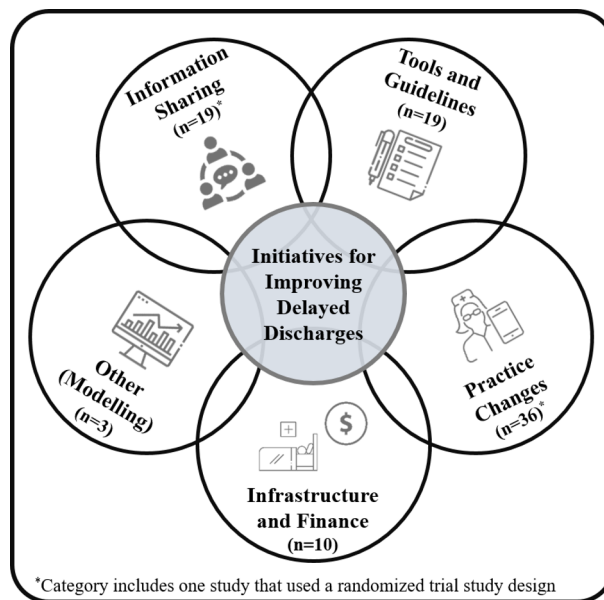 Information
Sharing
(n=19)*
Tools and
Guidelines
(n=19)
Initiatives for
Improving
Delayed
Discharges
Other
(Modelling)
(n=3)
Practice
Changes
(n=36)*
$
Infrastructure
and Finance
(n=10)
*Category includes one study that used a randomized trial study design